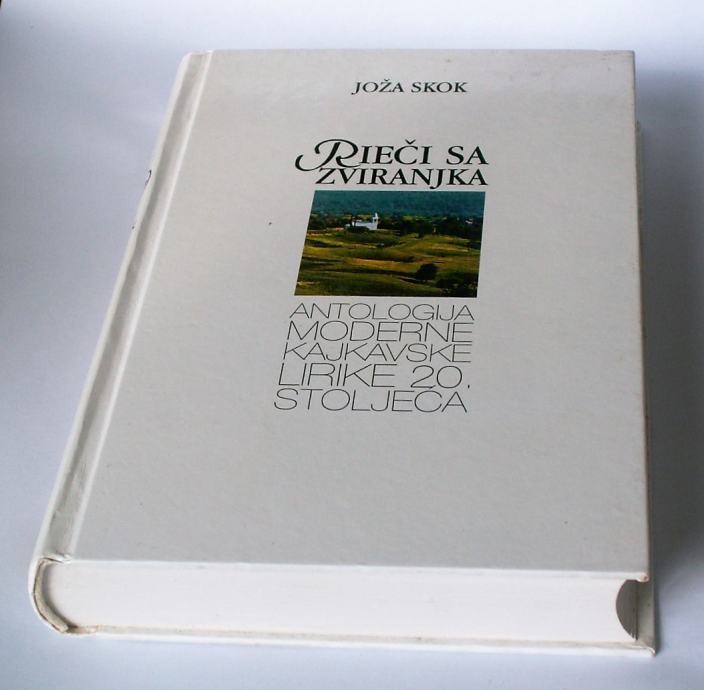 JOŽA SKOK
RIEČI SA
ZVIRANJKA
ANTOLOGIJA
MODERNE
KAJKAVSKE
LIRIKE 20.
STOLJEĆA